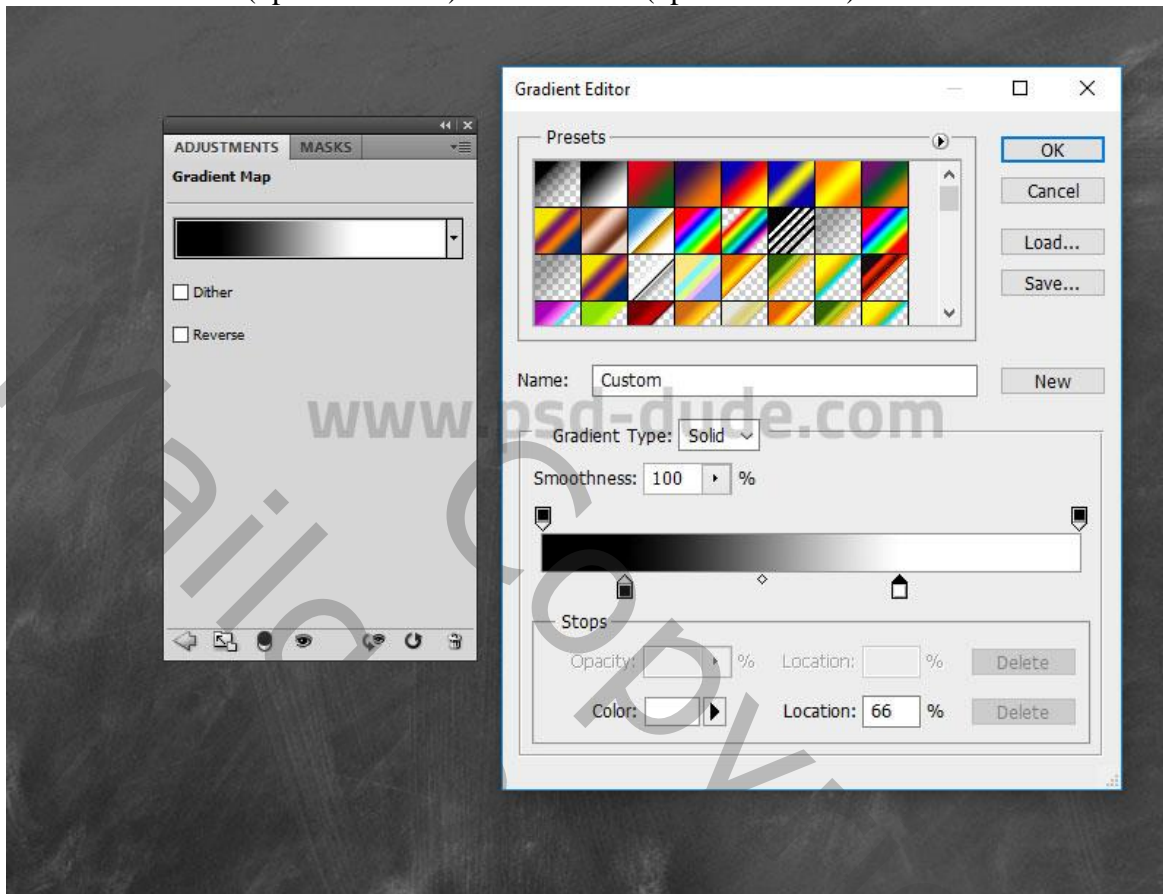 Gradient Editor
ADJUSTMENTS MASKS
Gradient Map
Dither
Reverse
Presets
OK
Cancel
Load...
Save...
Name: Custom
New
www.psd-dude.com
Gradient Type: Solid
Smoothness: 100 %
Stops
Opacity: % Location: % Delete
Color: Location: 66 % Delete